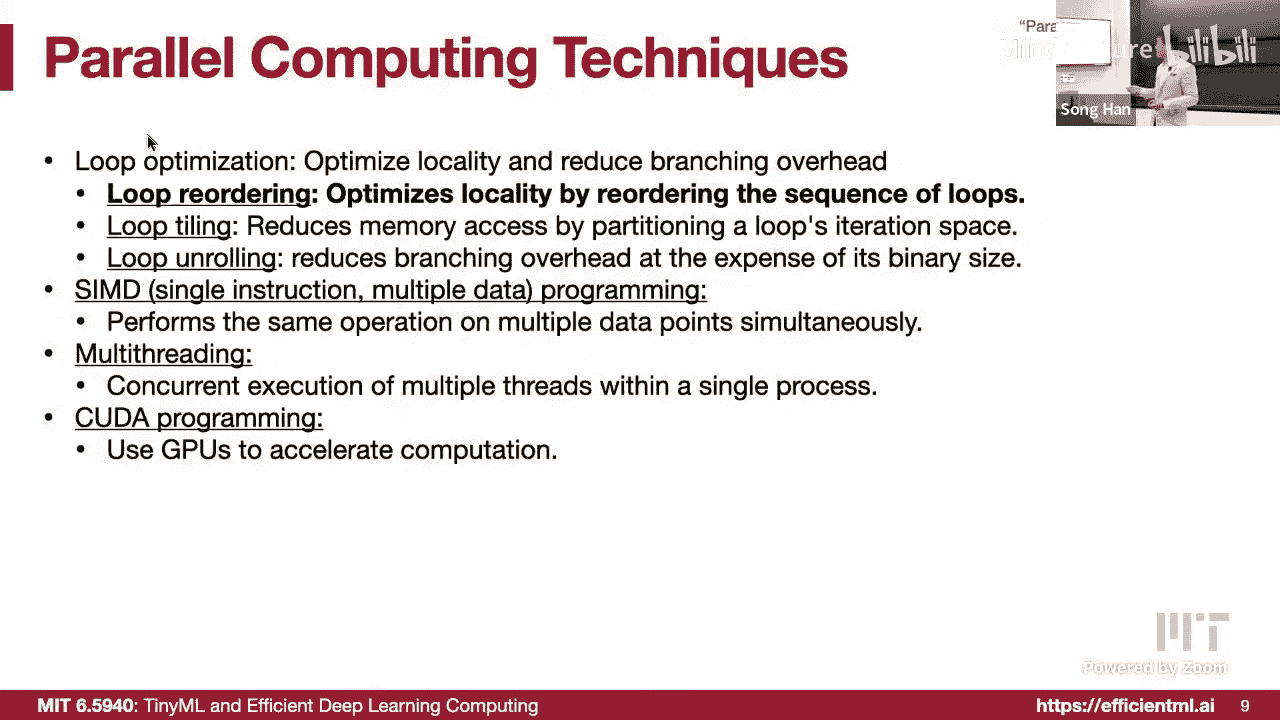 Parallel Computing Techniques
"Para
bilibili
Song Han
• Loop optimization: Optimize locality and reduce branching overhead
• Loop reordering: Optimizes locality by reordering the sequence of loops.
• Loop tiling: Reduces memory access by partitioning a loop's iteration space.
• Loop unrolling: reduces branching overhead at the expense of its binary size.
• SIMD (single instruction, multiple data) programming:
• Performs the same operation on multiple data points simultaneously.
• Multithreading:
• Concurrent execution of multiple threads within a single process.
• CUDA programming:
• Use GPUs to accelerate computation.
MIT
Powered by Zoom
MIT 6.5940: TinyML and Efficient Deep Learning Computing
https://efficientml.ai 9